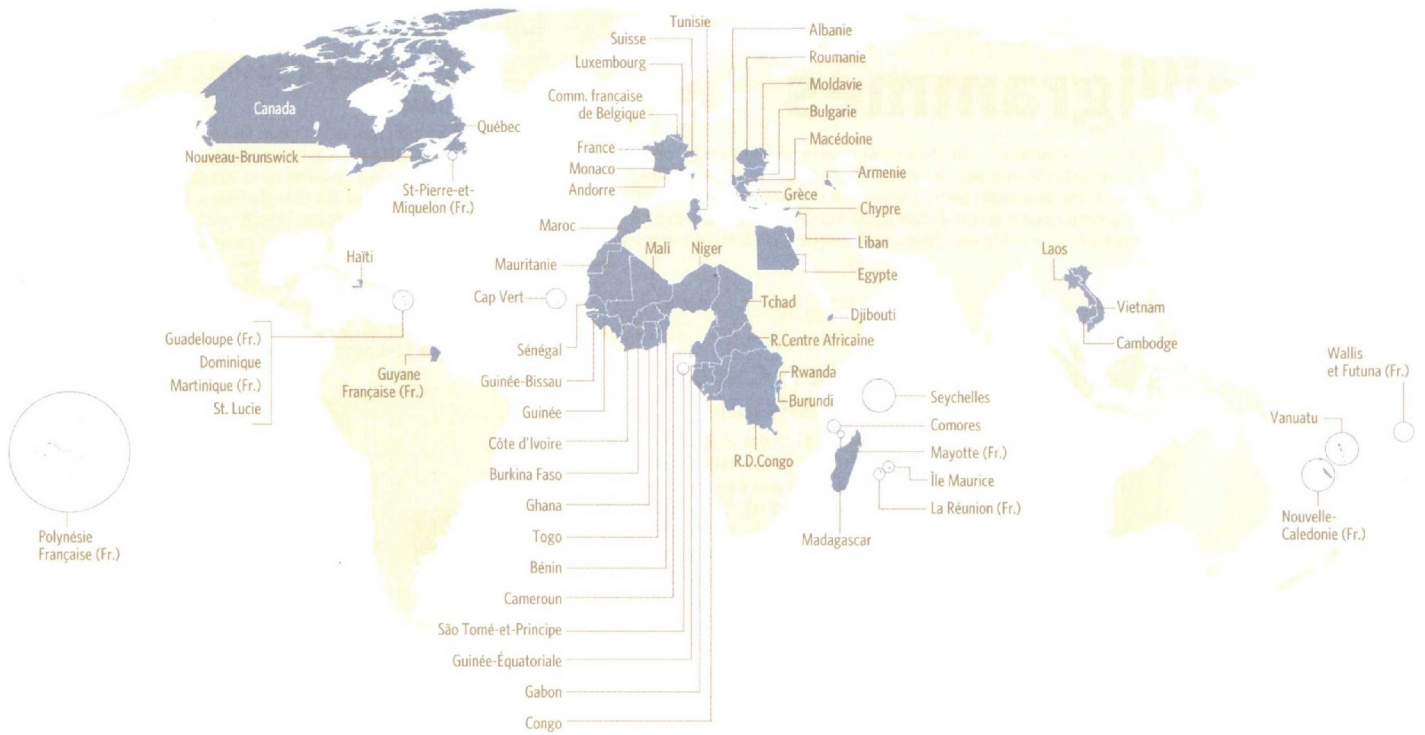 Canada
Québec
Nouveau-Brunswick
St-Pierre-et-
Miquelon (Fr.)
Haïti
Guadeloupe (Fr.)
Dominique
Martinique (Fr.)
St. Lucie
Guyane
Française (Fr.)
Polynésie
Française (Fr.)
Tunisie
Suisse
Luxembourg
Comm. française
de Belgique
France
Monaco
Andorre
Albanie
Roumanie
Moldavie
Bulgarie
Macédoine
Armenie
Grèce
Chypre
Liban
Egypte
Maroc
Mauritanie
Mali
Niger
Cap Vert
Tchad
Djibouti
Sénégal
R.Centre Africaine
Guinée-Bissau
Rwanda
Guinée
Burundi
Côte d'Ivoire
R.D.Congo
Burkina Faso
Ghana
Togo
Bénin
Cameroun
São Tomé-et-Principe
Guinée-Équatoriale
Gabon
Congo
Seychelles
Comores
Mayotte (Fr.)
Île Maurice
La Réunion (Fr.)
Madagascar
Laos
Vietnam
Cambodge
Wallis
et Futuna (Fr.)
Vanuatu
Nouvelle-
Caledonie (Fr.)